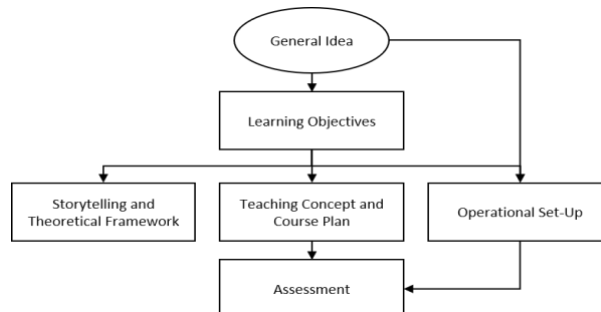 General Idea
Learning Objectives
Storytelling and
Theoretical Framework
Teaching Concept and
Course Plan
Operational Set-Up
Assessment